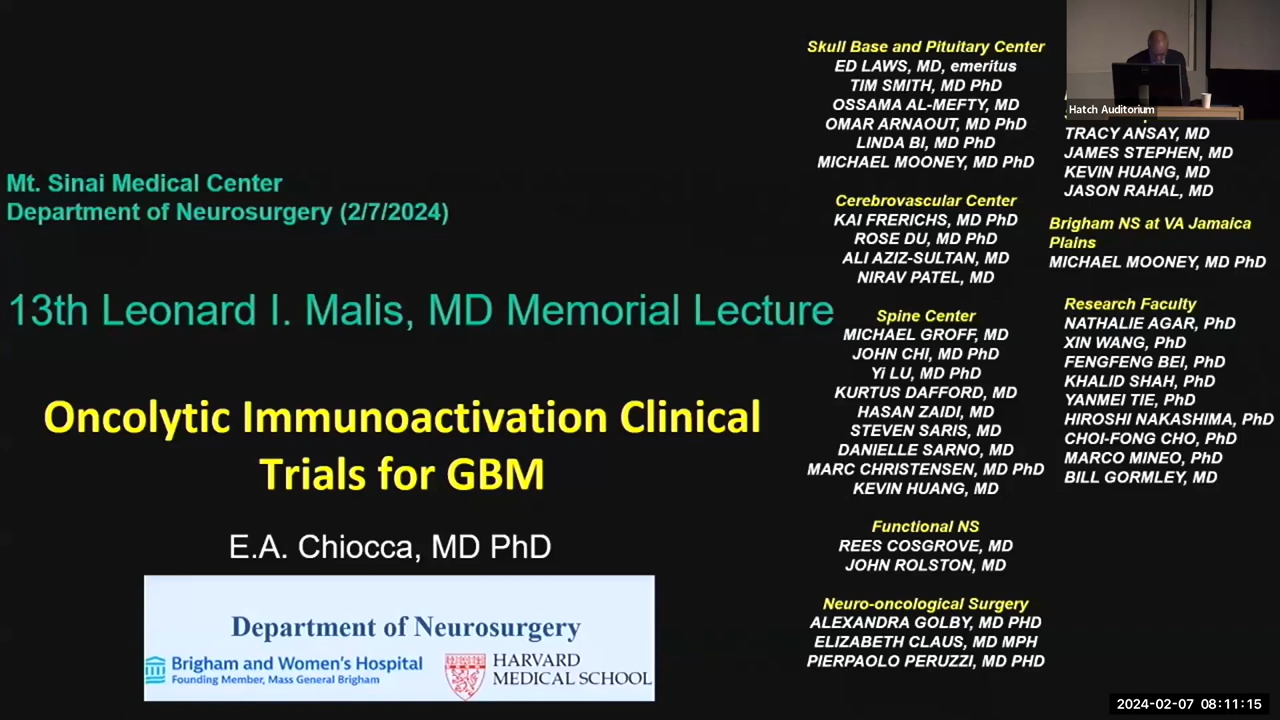 Mt. Sinai Medical Center
Department of Neurosurgery (2/7/2024)
13th Leonard I. Malis, MD Memorial Lecture
Oncolytic Immunoactivation Clinical
Trials for GBM
E.A. Chiocca, MD PhD
Department of Neurosurgery
Brigham and Women's Hospital
Founding Member, Mass General Brigham
HARVARD
MEDICAL SCHOOL
Skull Base and Pituitary Center
ED LAWS, MD, emeritus
TIM SMITH, MD PhD
OSSAMA AL-MEFTY, MD
OMAR ARNAOUT, MD PhD
LINDA BI, MD PhD
MICHAEL MOONEY, MD PhD
Cerebrovascular Center
KAI FRERICHS, MD PhD
ROSE DU, MD PhD
ALI AZIZ-SULTAN, MD
NIRAV PATEL, MD
Spine Center
MICHAEL GROFF, MD
JOHN CHI, MD PhD
Yi LU, MD PhD
KURTUS DAFFORD, MD
HASAN ZAIDI, MD
STEVEN SARIS, MD
DANIELLE SARNO, MD
MARC CHRISTENSEN, MD PhD
KEVIN HUANG, MD
Functional NS
REES COSGROVE, MD
JOHN ROLSTON, MD
Neuro-oncological Surgery
ALEXANDRA GOLBY, MD PHD
ELIZABETH CLAUS, MD MPH
PIERPAOLO PERUZZI, MD PHD
Hatch Auditorium
TRACY ANSAY, MD
JAMES STEPHEN, MD
KEVIN HUANG, MD
JASON RAHAL, MD
Brigham NS at VA Jamaica
Plains
MICHAEL MOONEY, MD PhD
Research Faculty
NATHALIE AGAR, PhD
XIN WANG, PhD
FENGFENG BEI, PhD
KHALID SHAH, PhD
YANMEI TIE, PhD
HIROSHI NAKASHIMA, PhD
CHOI-FONG CHO, PhD
MARCO MINEO, PhD
BILL GORMLEY, MD
2024-02-07 08:11:15